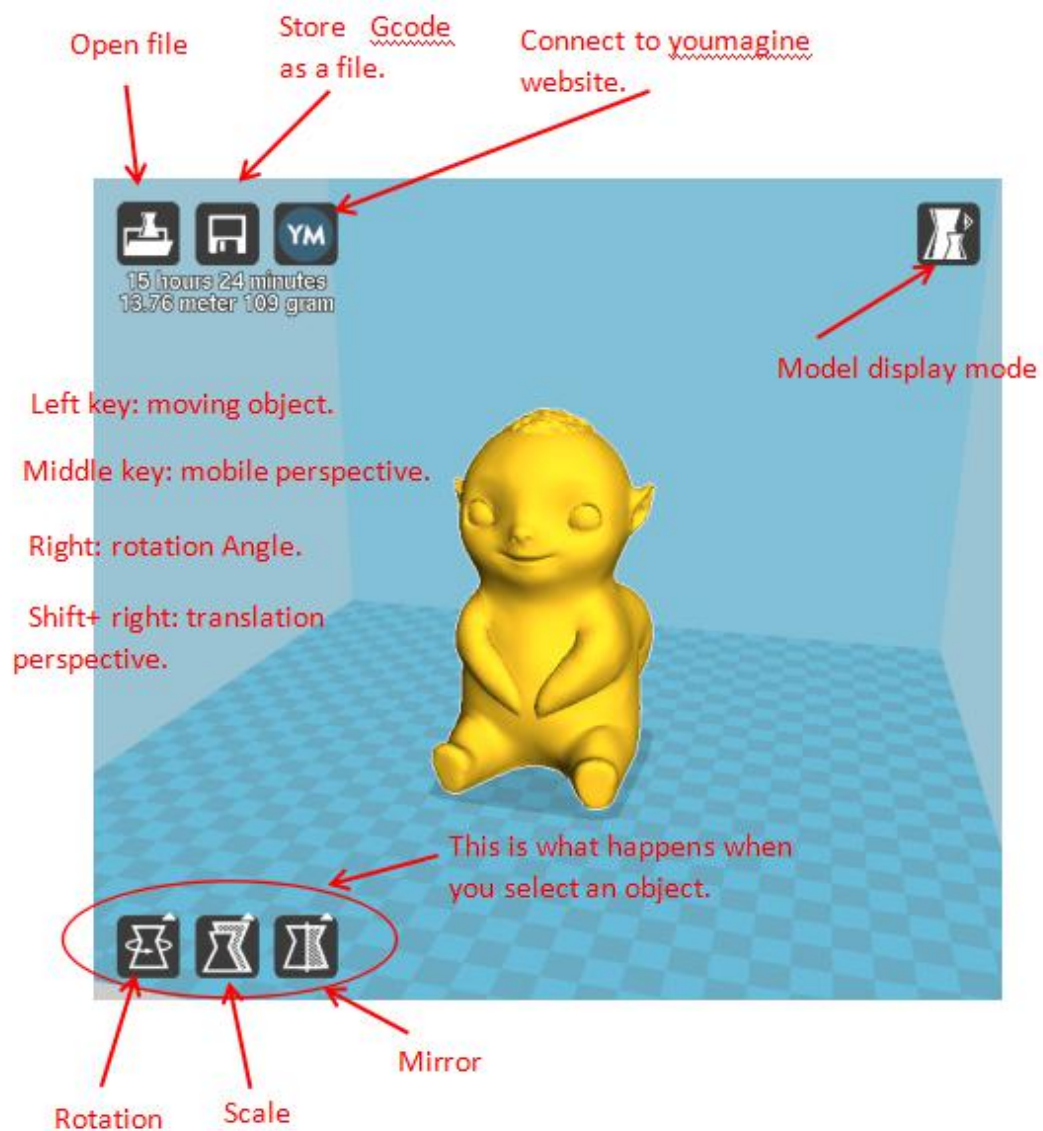 Open file
Store Gcode
as a file.
Connect to youmagine
website.
YM
15 hours 24 minutes
13.76 meter 109 gram
Model display mode
Left key: moving object.
Middle key: mobile perspective.
Right: rotation Angle.
Shift+ right: translation
perspective.
This is what happens when
you select an object.
Mirror
Rotation
Scale